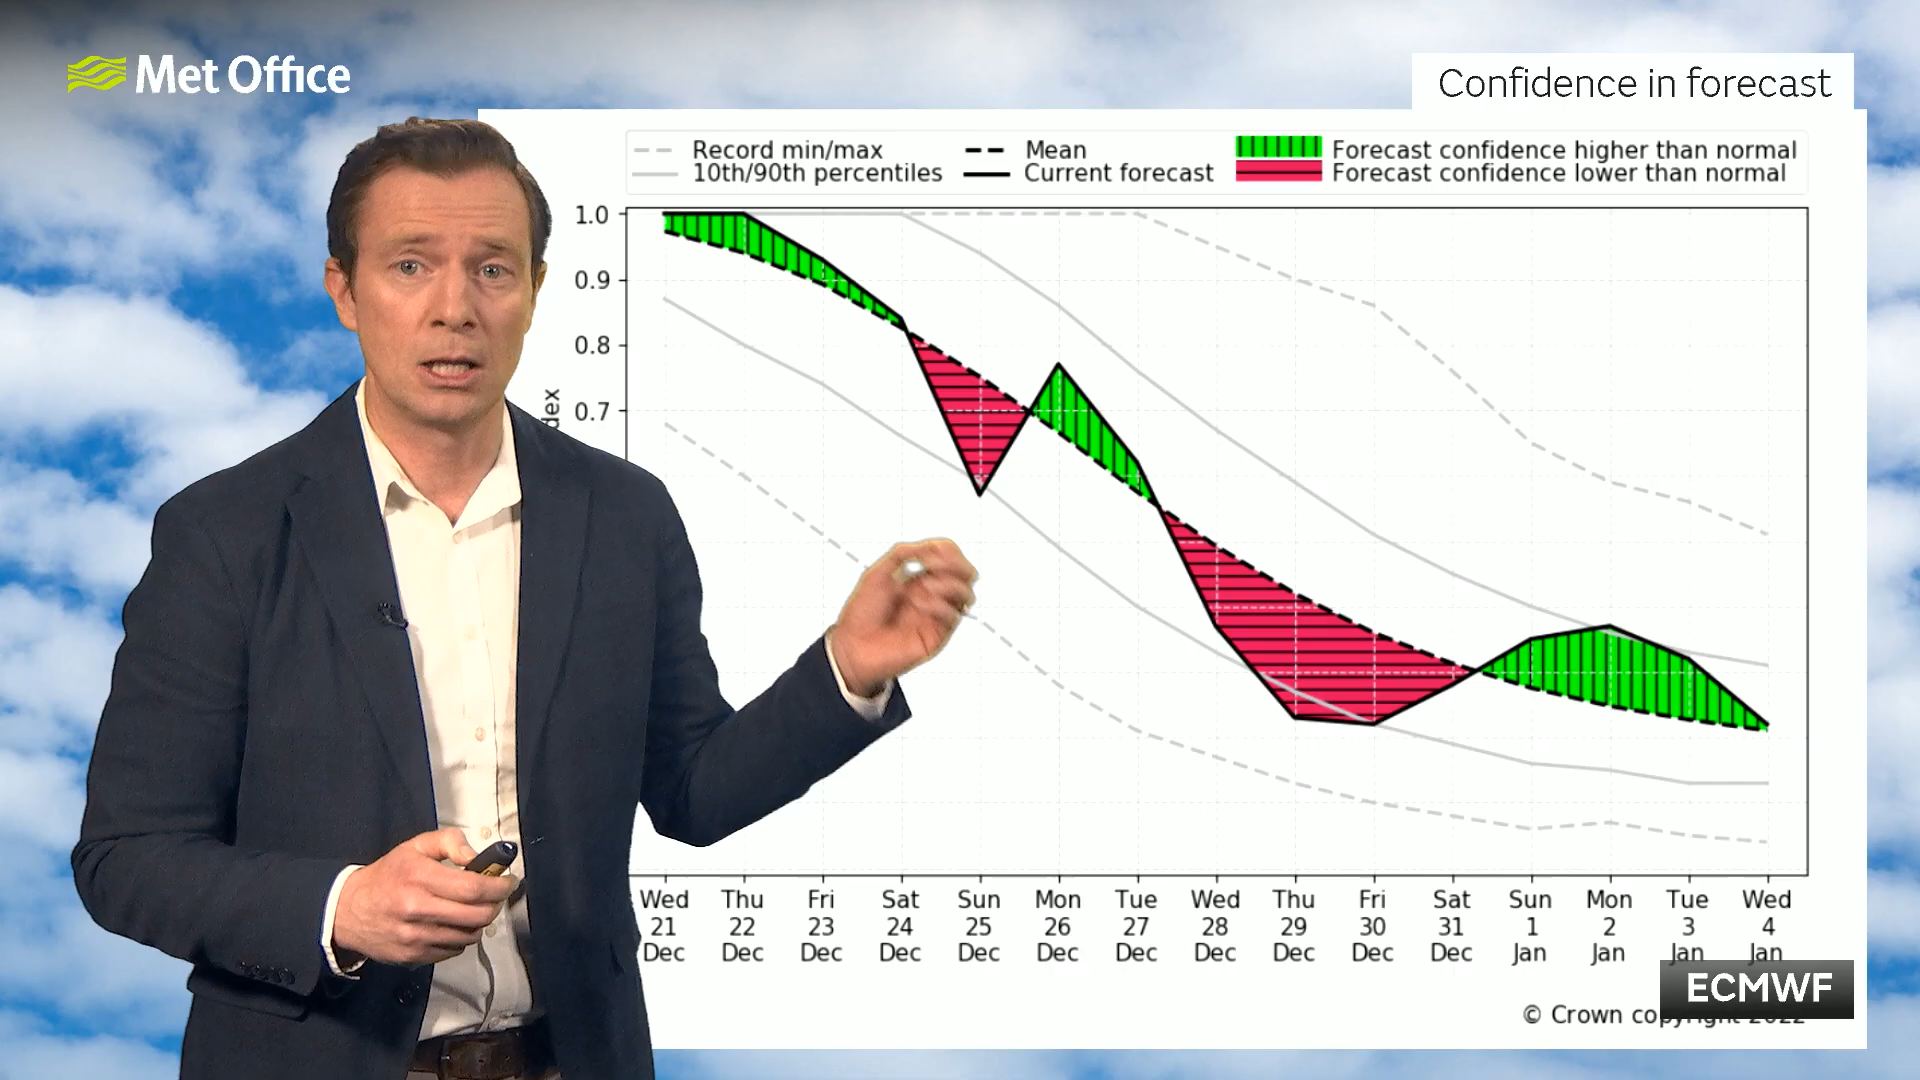 Met Office
Confidence in forecast
Record min/max
10th/90th percentiles
Mean
Current forecast
Forecast confidence higher than normal
Forecast confidence lower than normal
1.0
0.9
0.8
0.7
dex
Wed Thu Fri Sat Sun Mon Tue Wed Thu Fri Sat Sun Mon Tue Wed
21 22 23 24 25 26 27 28 29 30 31 1 2 3 4
Dec Dec Dec Dec Dec Dec Dec Dec Dec Dec Dec Jan Jan Jan Jan
ECMWF
© Crown copyright 2022